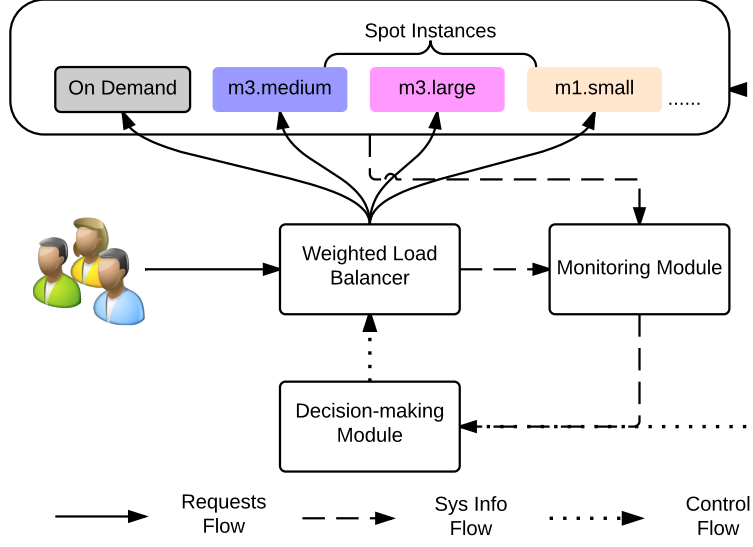 Spot Instances
On Demand
m3.medium
m3.large
m1.small
......
Weighted Load
Balancer
Monitoring Module
Decision-making
Module
Requests
Flow
Sys Info
Flow
Control
Flow